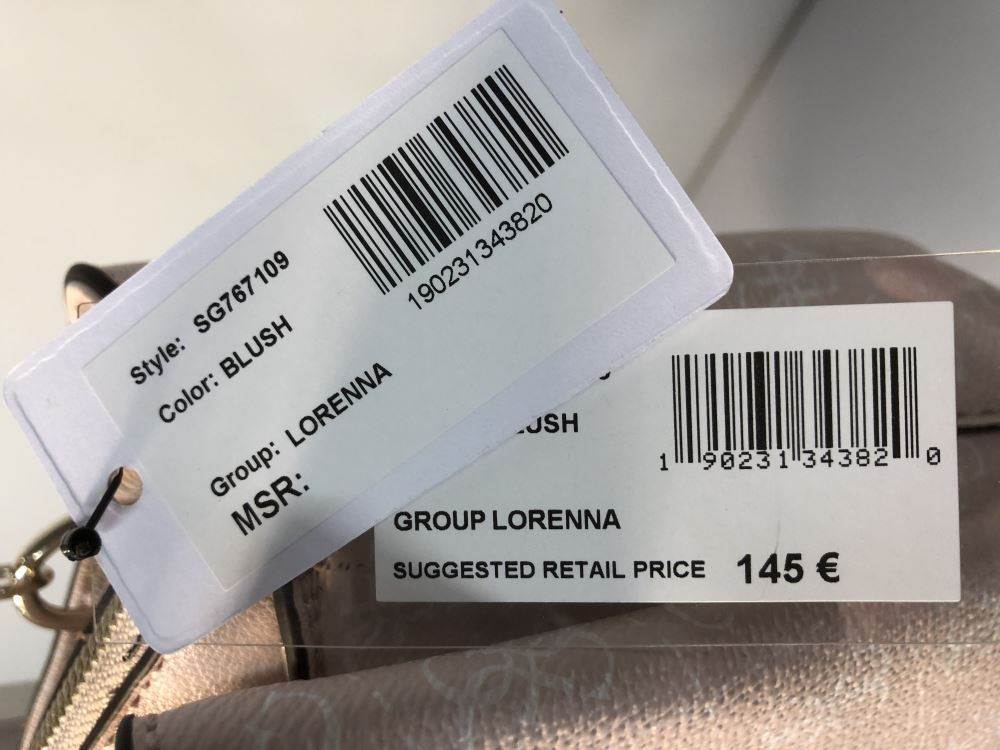 190231343820
Style: SG767109
Color: BLUSH
Group: LORENNA
MSR:
1 90231 34382 0
GROUP LORENNA
SUGGESTED RETAIL PRICE 145 €